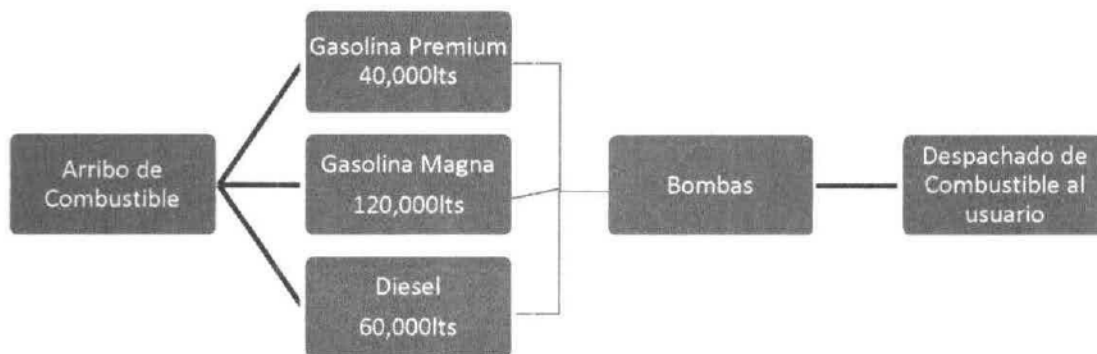 Arribo de
Combustible
Gasolina Premium
40,000lts
Gasolina Magna
120,000lts
Diesel
60,000lts
Bombas
Despachado de
Combustible al
usuario